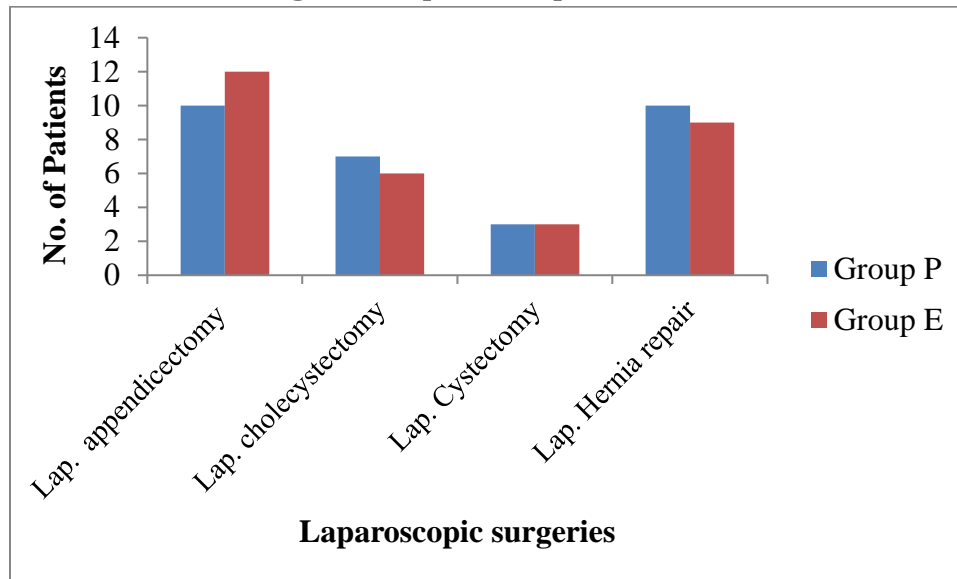 14
12
10
8
6
4
2
0
No. of Patients
Lap. appendicectomy
Lap. cholecystectomy
Lap. Cystectomy
Lap. Hernia repair
Laparoscopic surgeries
Group P
Group E